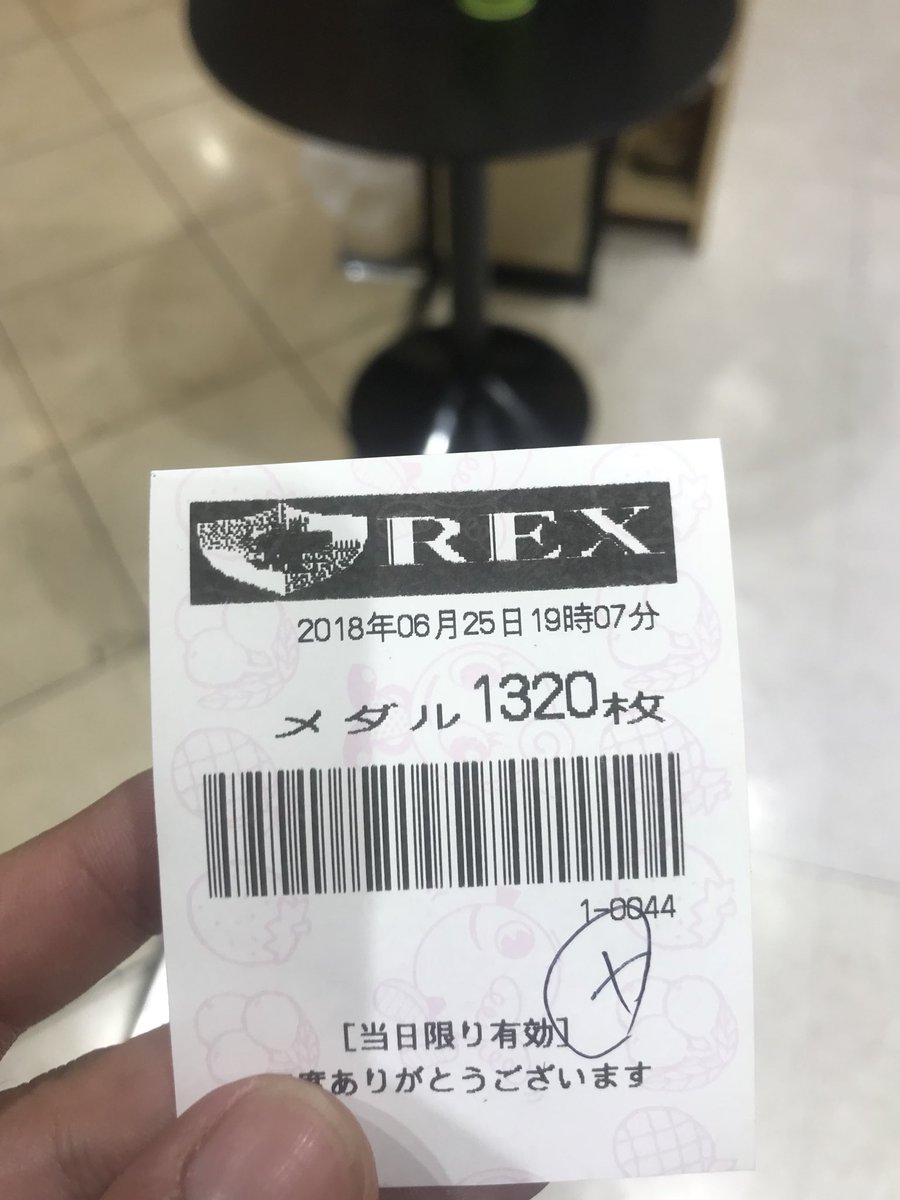 REX
2018年06月25日19時07分
メダル1320枚
1-0044
[当日限り有効]
度ありがとうございます